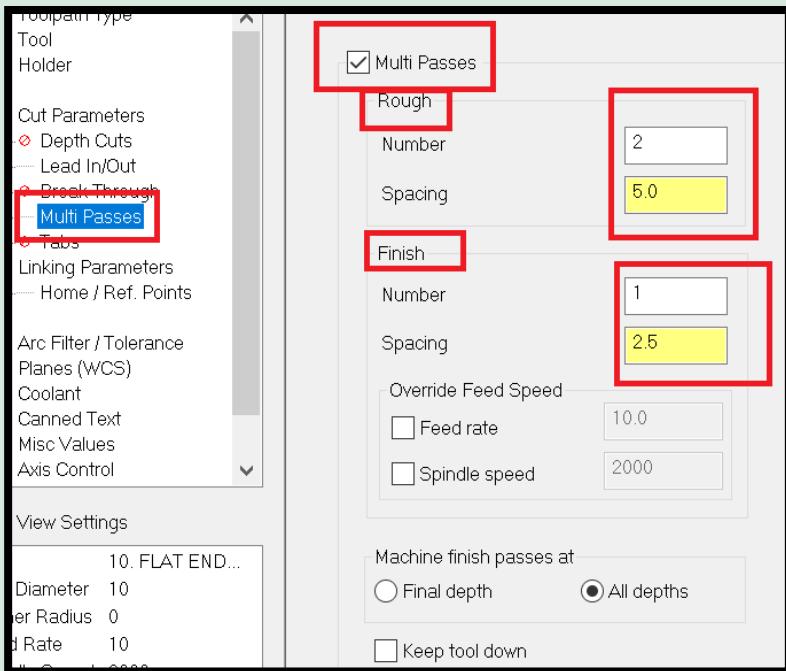 Toolpath Type
Tool
Holder
Cut Parameters
Depth Cuts
Lead In/Out
Break Through
Multi Passes
Tabs
Linking Parameters
Home / Ref. Points
Arc Filter / Tolerance
Planes (WCS)
Coolant
Canned Text
Misc Values
Axis Control
View Settings
10. FLAT END...
Diameter 10
er Radius 0
d Rate 10
Multi Passes
Rough
Number 2
Spacing 5.0
Finish
Number 1
Spacing 2.5
Override Feed Speed
Feed rate 10.0
Spindle speed 2000
Machine finish passes at
Final depth All depths
Keep tool down